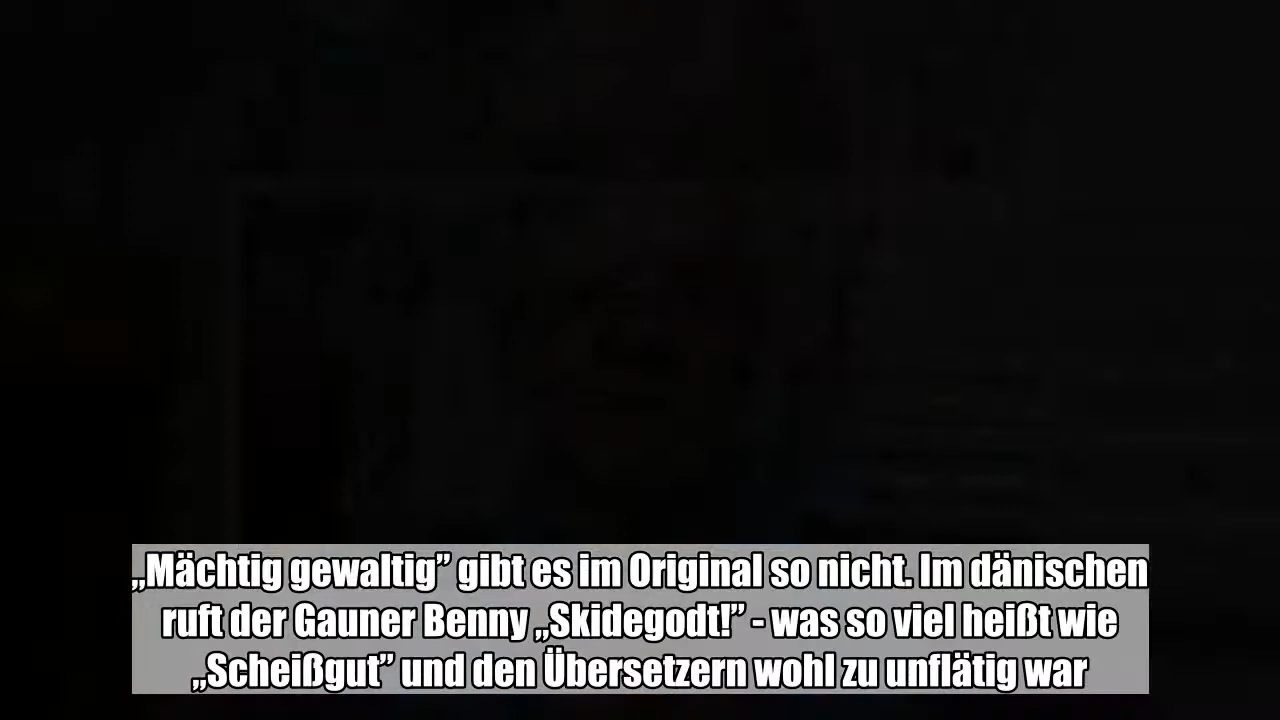 „Mächtig gewaltig” gibt es im Original so nicht. Im dänischen
ruft der Gauner Benny „Skidegodt!” - was so viel heißt wie
„Scheißgut” und den Übersetzern wohl zu unflätig war